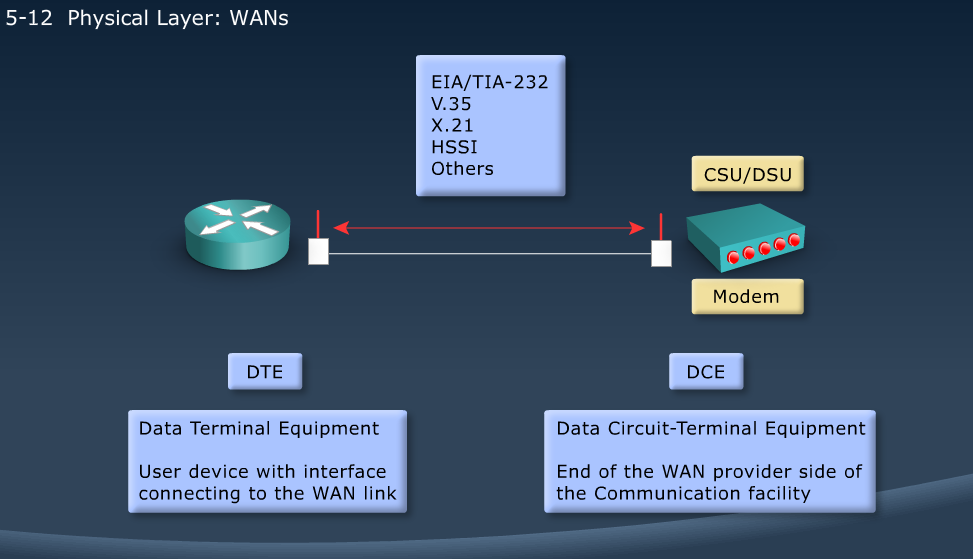 5-12 Physical Layer: WANs
EIA/TIA-232
V.35
X.21
HSSI
Others
CSU/DSU
Modem
DTE
DCE
Data Terminal Equipment
User device with interface
connecting to the WAN link
Data Circuit-Terminal Equipment
End of the WAN provider side of
the Communication facility